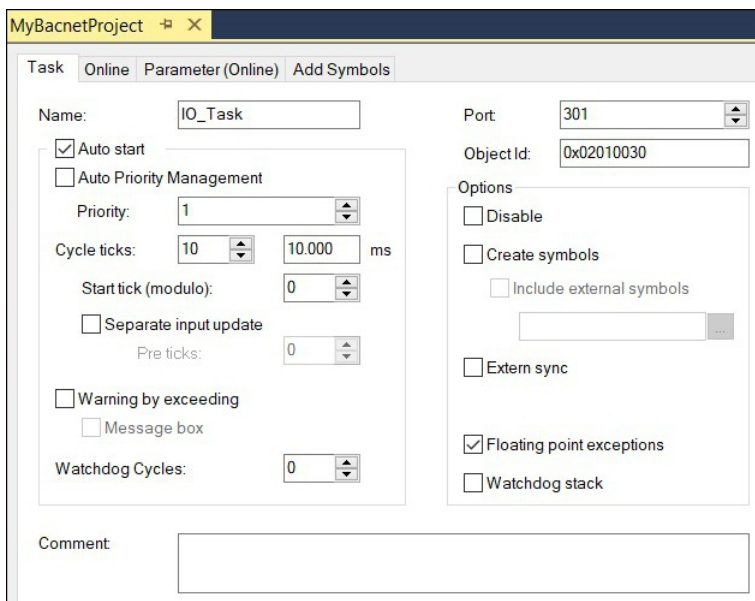 MyBacnetProject
Task Online Parameter (Online) Add Symbols
Name: IO_Task Port: 301
Auto start Object Id: 0x02010030
Auto Priority Management Options
Priority: 1 Disable
Cycle ticks: 10 10.000 ms Create symbols
Start tick (modulo): 0 Include external symbols
Separate input update ...
Pre ticks: 0 Extern sync
Warning by exceeding
Message box Floating point exceptions
Watchdog Cycles: 0 Watchdog stack
Comment: